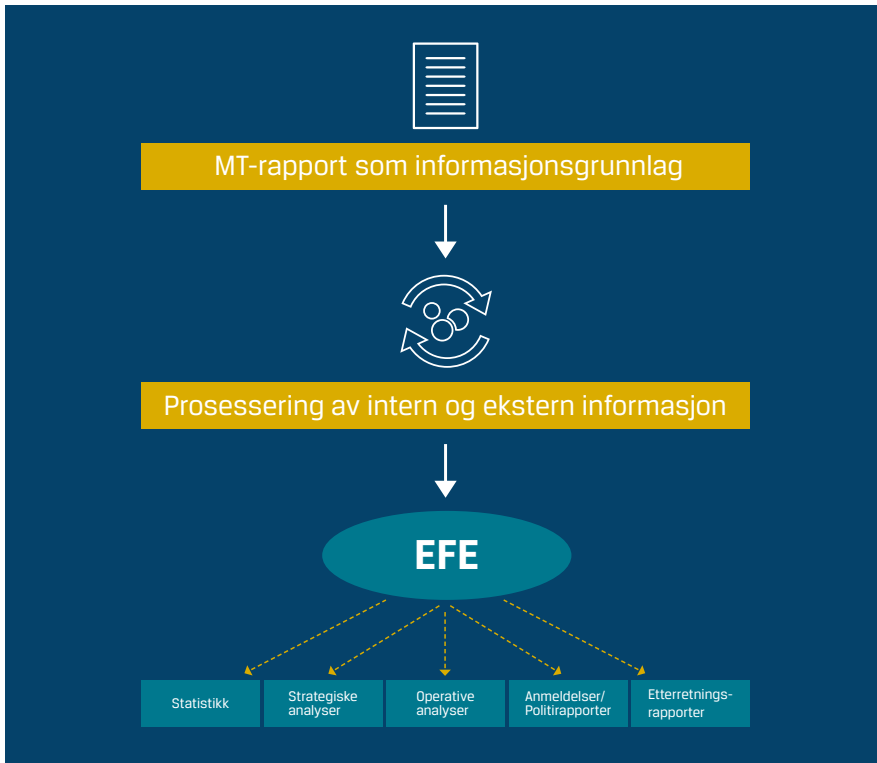 MT-rapport som informasjonsgrunnlag
Prosessering av intern og ekstern informasjon
EFE
Statistikk
Strategiske
analyser
Operative
analyser
Anmeldelser/
Politirapporter
Etterretnings-
rapporter